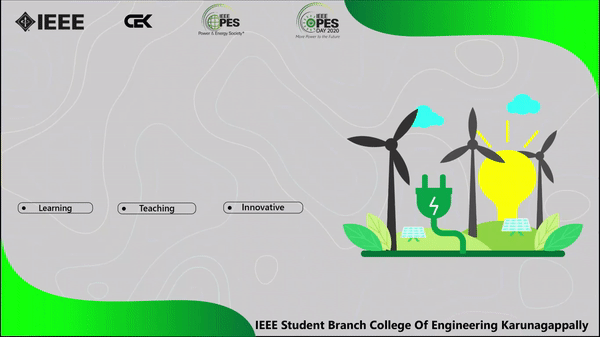 IEEE
CEK
IEEE
PES
Power & Energy Society®
IEEE
PES
DAY 2020
Move Power to the Future
Learning
Teaching
Innovative
IEEE Student Branch College Of Engineering Karunagappally